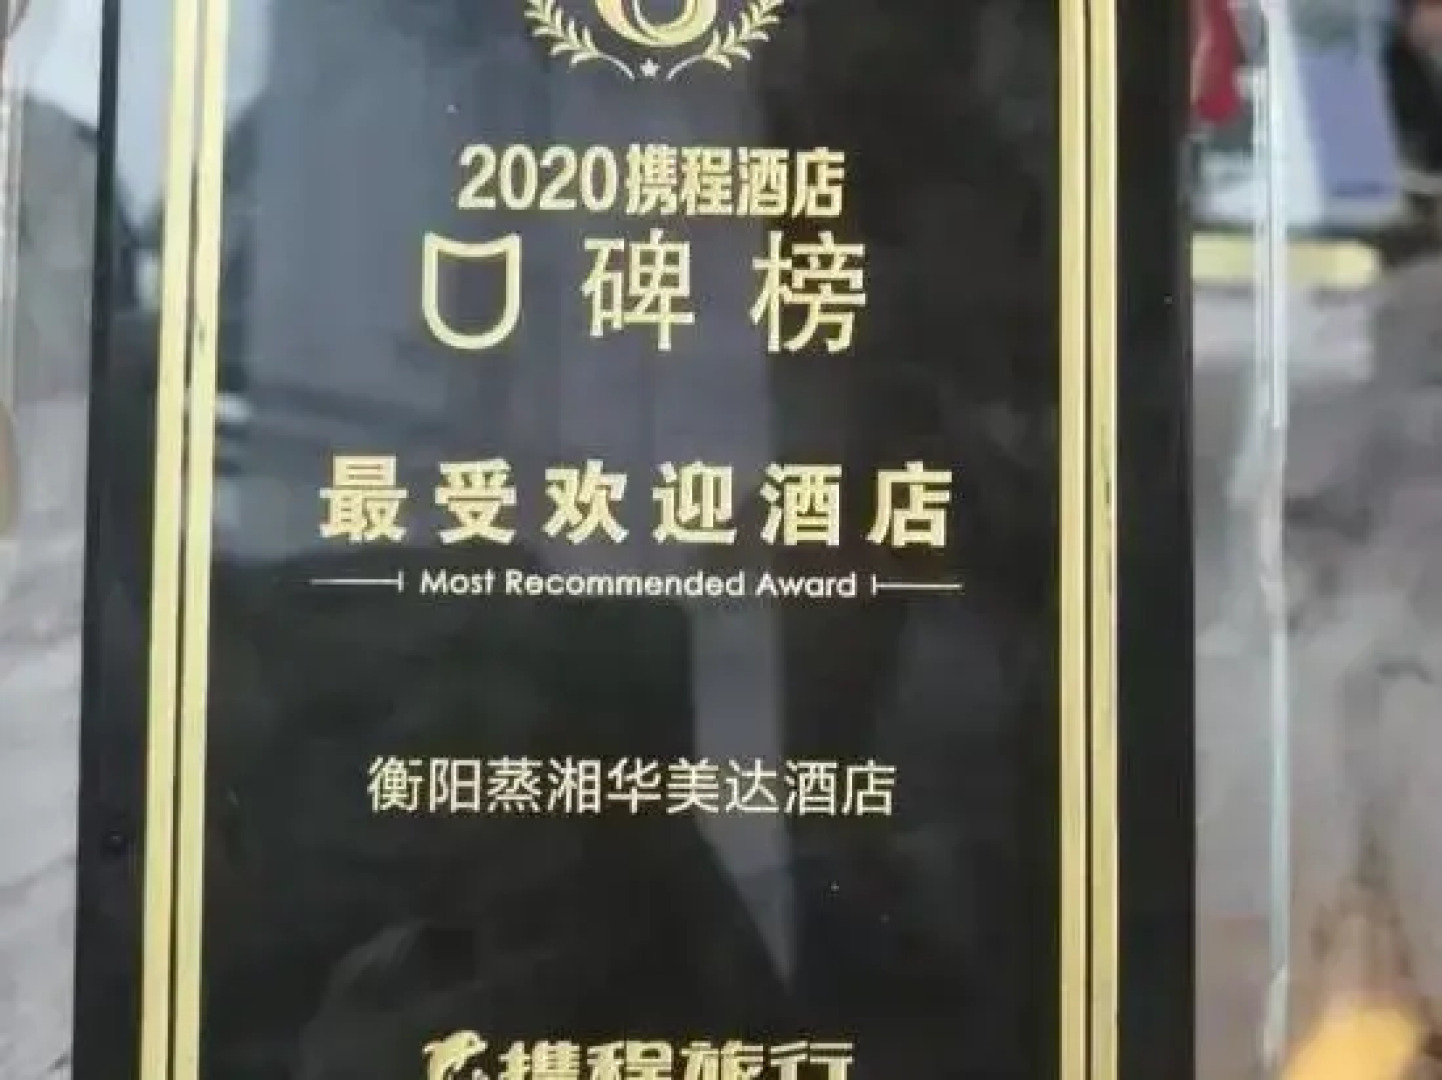 2020携程酒店
口碑榜
最受欢迎酒店
Most Recommended Award
衡阳蒸湘华美达酒店
携程旅行